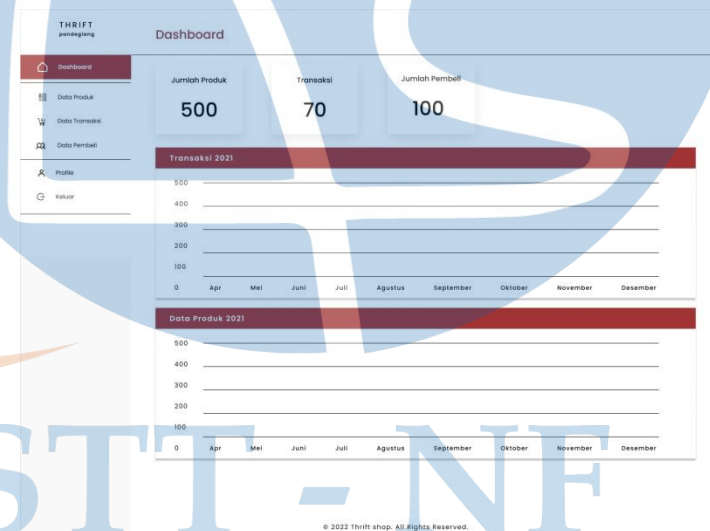 THRIFT
pandeglang
Dashboard
Dashboard
Data Produk
Data Transaksi
Data Pembeli
Profile
Keluar
Jumlah Produk
500
Transaksi
70
Jumlah Pembeli
100
Transaksi 2021
500
400
300
200
100
0 Apr Mei Juni Juli Agustus September Oktober November Desember
Data Produk 2021
500
400
300
200
100
0 Apr Mei Juni Juli Agustus September Oktober November Desember
STT - NF
© 2022 Thrift shop. All Rights Reserved.